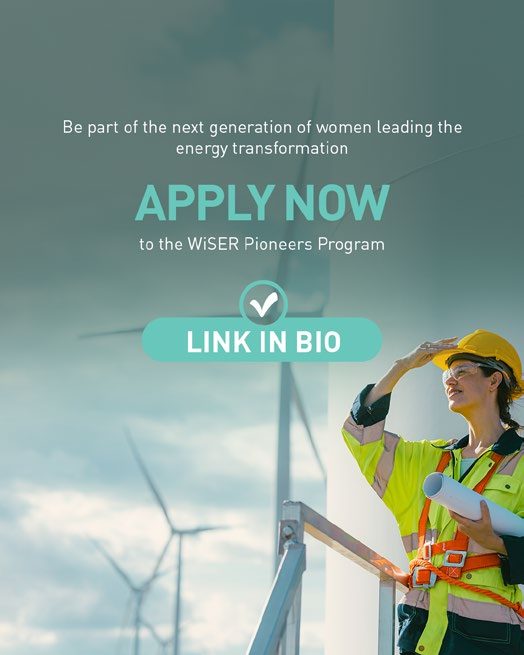 Be part of the next generation of women leading the
energy transformation
APPLY NOW
to the WiSER Pioneers Program
LINK IN BIO